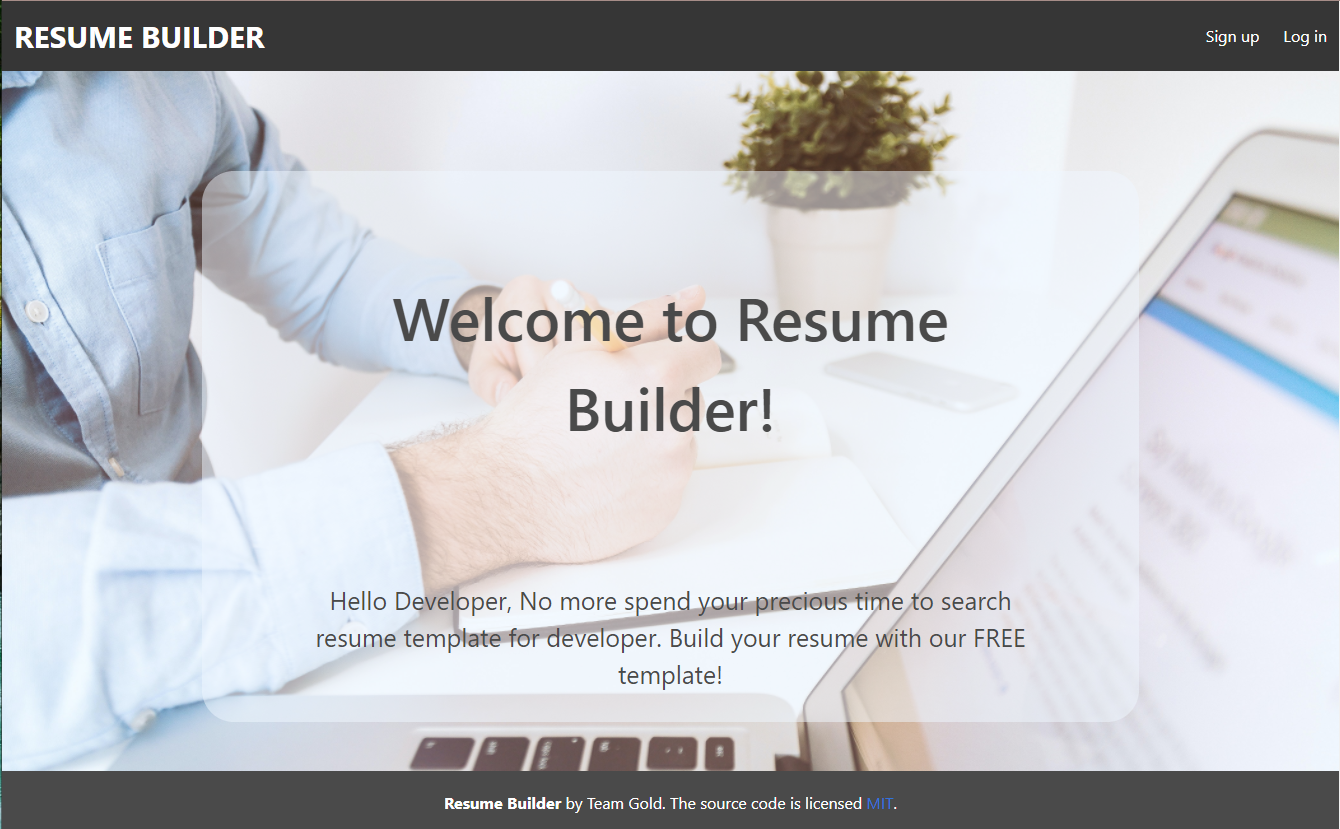 RESUME BUILDER
Sign up
Log in
Welcome to Resume
Builder!
Hello Developer, No more spend your precious time to search
resume template for developer. Build your resume with our FREE
template!
Resume Builder by Team Gold. The source code is licensed MIT.